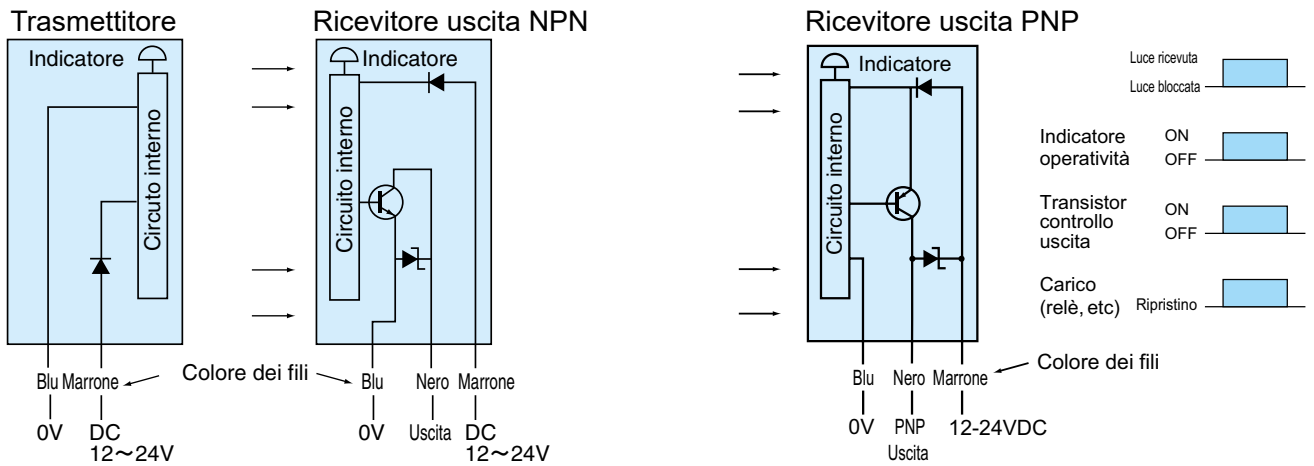 Trasmettitore
Indicatore
Circuito interno
Blu Marrone
0V DC
12～24V
Colore dei fili
Ricevitore uscita NPN
Indicatore
Circuito interno
Blu Nero Marrone
0V Uscita DC
12～24V
Ricevitore uscita PNP
Indicatore
Circuito interno
Blu Nero Marrone
Colore dei fili
0V PNP 12-24VDC
Uscita
Luce ricevuta
Luce bloccata
Indicatore ON
operatività OFF
Transistor ON
controllo
uscita OFF
Carico
(relè, etc) Ripristino